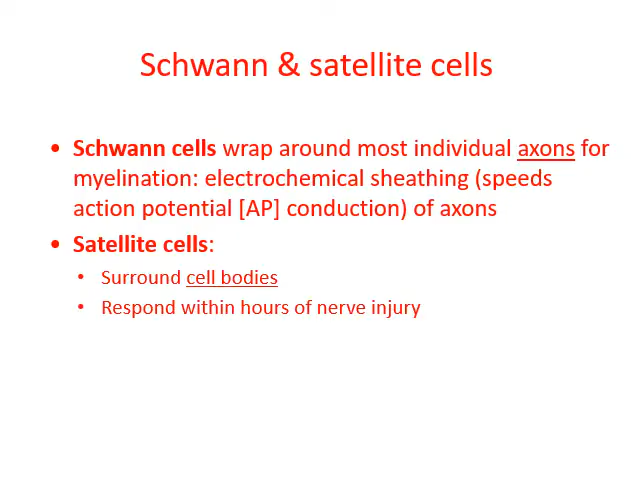 Schwann & satellite cells
• Schwann cells wrap around most individual axons for
myelination: electrochemical sheathing (speeds
action potential [AP] conduction) of axons
• Satellite cells:
• Surround cell bodies
• Respond within hours of nerve injury